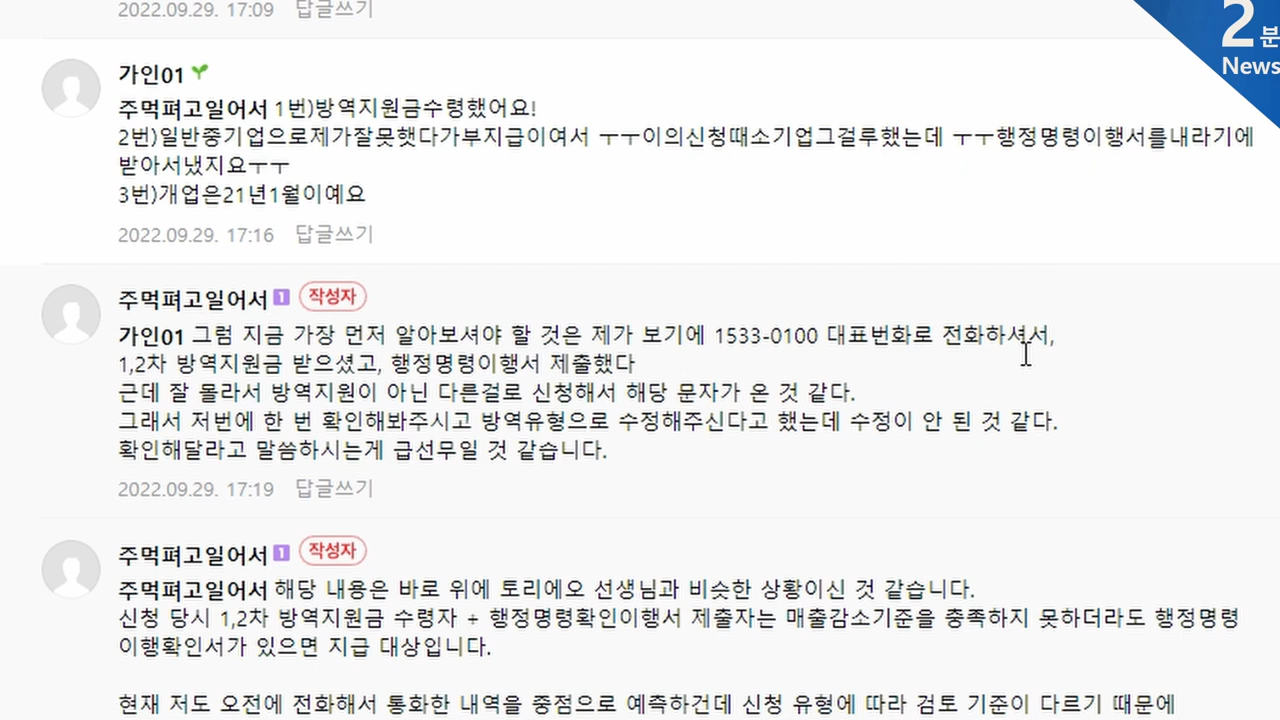 2022.09.29. 17:09 답글쓰기
2분
News
가인01
주먹펴고일어서 1번)방역지원금수령했어요!
2번)일반중기업으로제가잘못했다가부지급이여서 ㅜㅜ이의신청때소기업그걸루했는데 ㅜㅜ행정명령이행서를내라기에
받아서냈지요ㅜㅜ
3번)개업은21년1월이예요
2022.09.29. 17:16 답글쓰기
주먹펴고일어서 1 작성자
가인01 그럼 지금 가장 먼저 알아보셔야 할 것은 제가 보기에 1533-0100 대표번화로 전화하셔서,
1,2차 방역지원금 받으셨고, 행정명령이행서 제출했다
근데 잘 몰라서 방역지원이 아닌 다른걸로 신청해서 해당 문자가 온 것 같다.
그래서 저번에 한 번 확인해봐주시고 방역유형으로 수정해주신다고 했는데 수정이 안 된 것 같다.
확인해달라고 말씀하시는게 급선무일 것 같습니다.
2022.09.29. 17:19 답글쓰기
주먹펴고일어서 1 작성자
주먹펴고일어서 해당 내용은 바로 위에 토리에오 선생님과 비슷한 상황이신 것 같습니다.
신청 당시 1,2차 방역지원금 수령자 + 행정명령확인이행서 제출자는 매출감소기준을 충족하지 못하더라도 행정명령
이행확인서가 있으면 지급 대상입니다.
현재 저도 오전에 전화해서 통화한 내역을 중점으로 예측하건데 신청 유형에 따라 검토 기준이 다르기 때문에